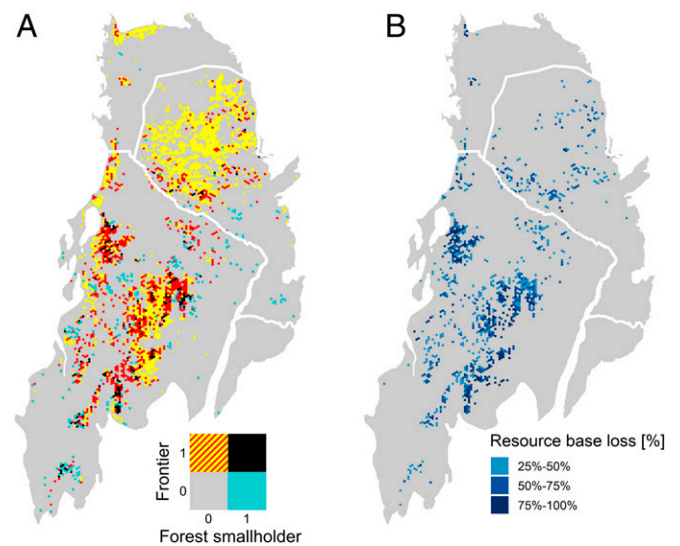 A
B
Frontier
1
0
0 1
Forest smallholder
Resource base loss [%]
25%-50%
50%-75%
75%-100%